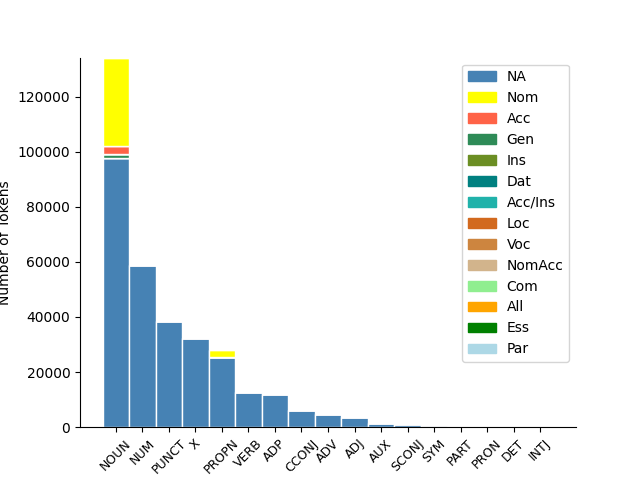 Number of Tokens
120000
100000
80000
60000
40000
20000
0
NOUN
NUM
PUNCT
X
PROPN
VERB
ADP
CCONJ
ADV
ADJ
AUX
SCONJ
SYM
PART
PRON
DET
INTJ
NA
Nom
Acc
Gen
Ins
Dat
Acc/Ins
Loc
Voc
NomAcc
Com
All
Ess
Par